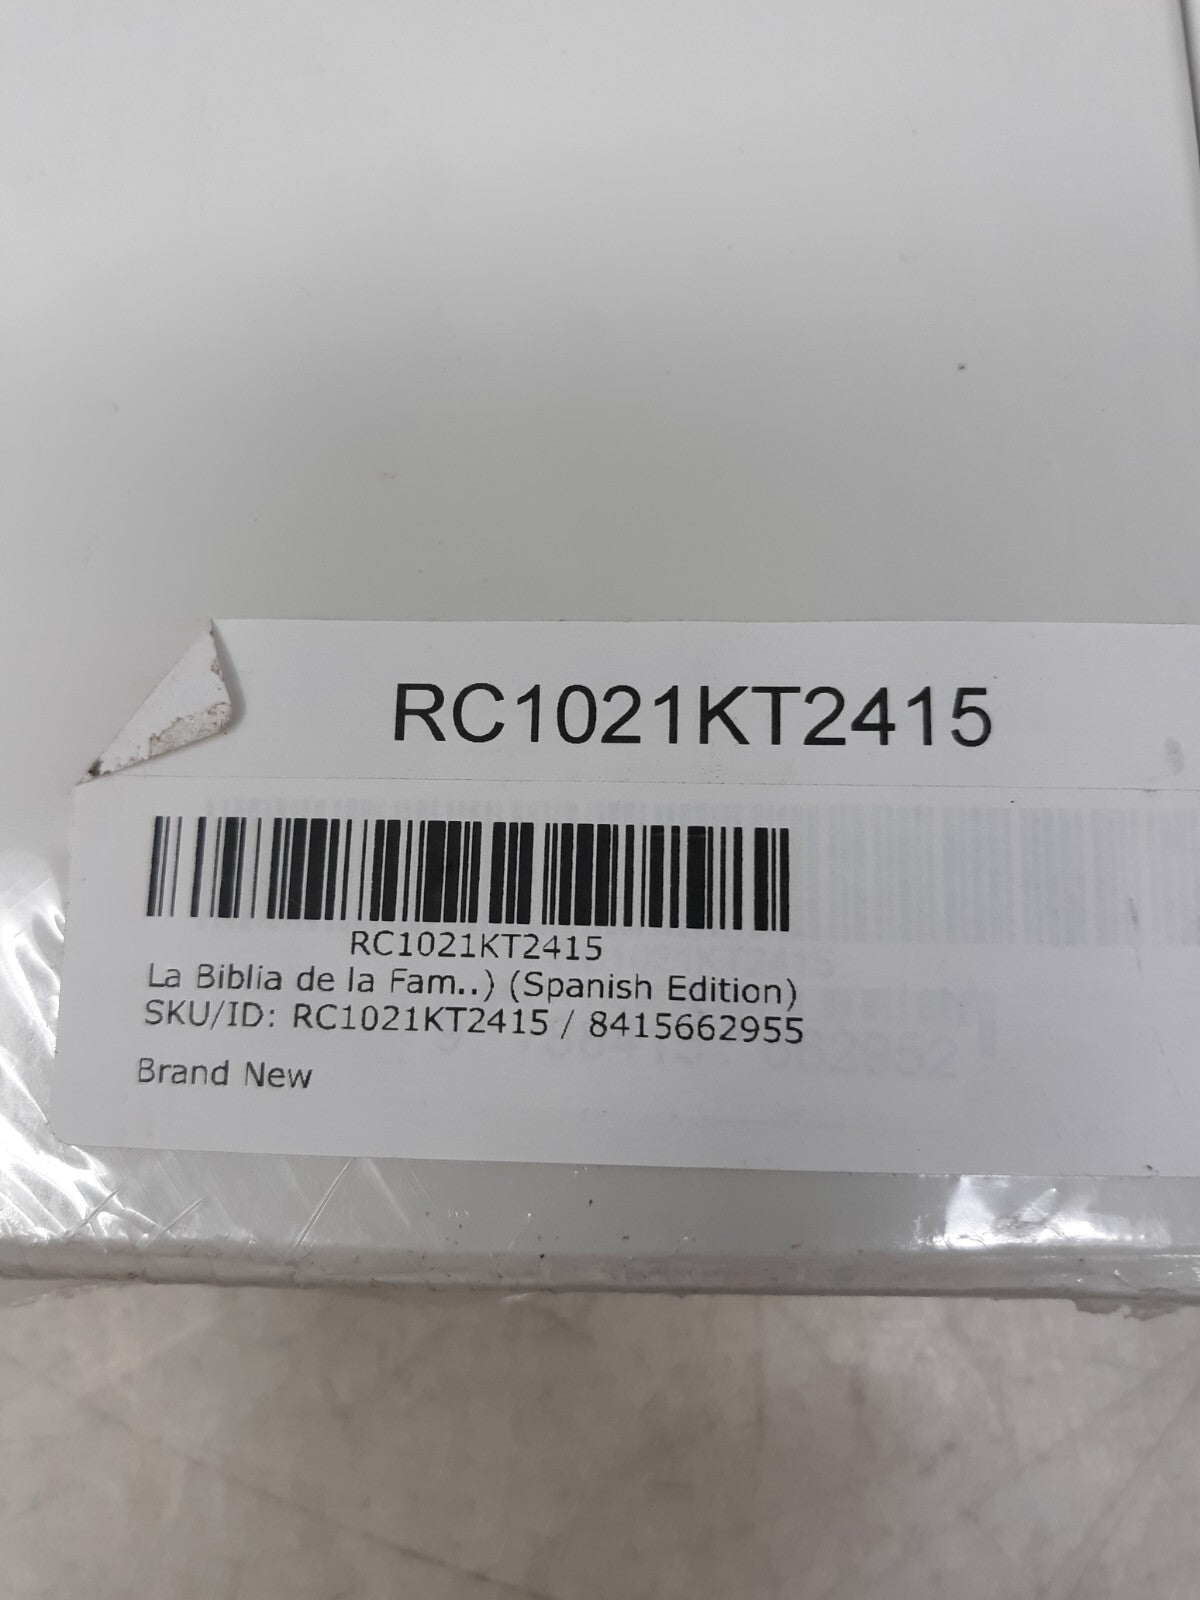 RC1021KT2415
RC1021KT2415
La Biblia de la Fam..) (Spanish Edition)
SKU/ID: RC1021KT2415 / 8415662955
Brand New